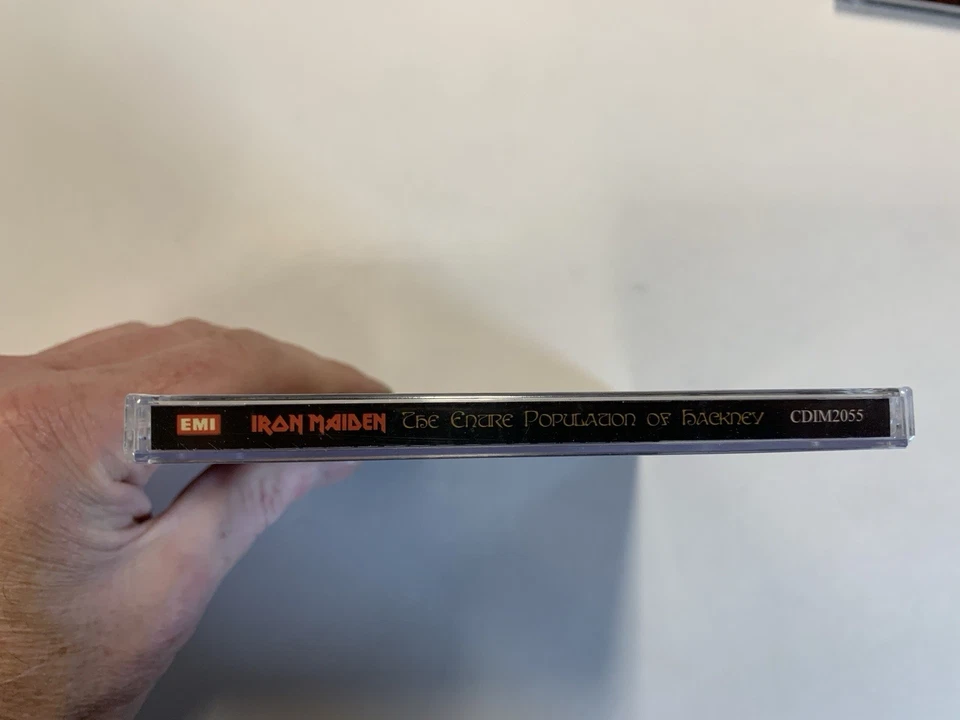 EMI IRON MAIDEN The Entire Population of Hackney CDIM2055